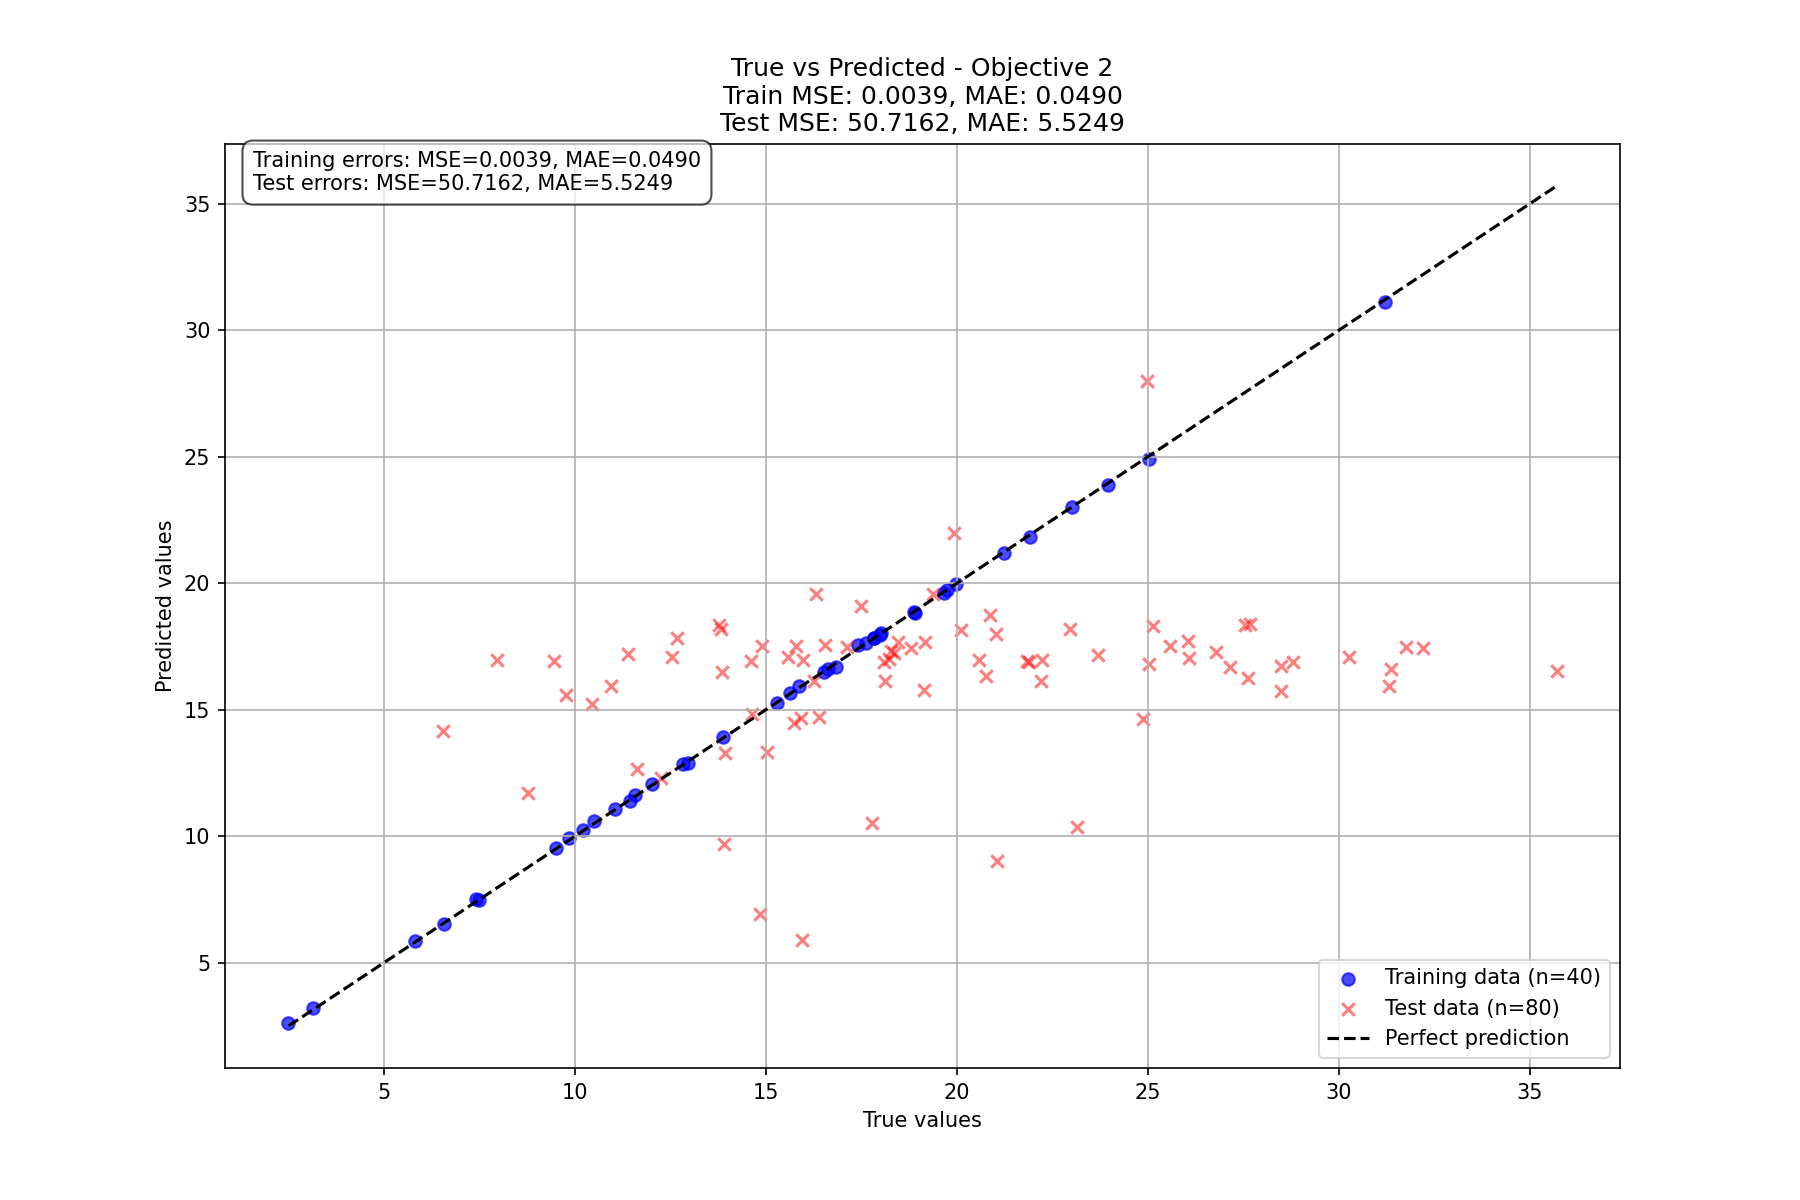 True vs Predicted - Objective 2
Train MSE: 0.0039, MAE: 0.0490
Test MSE: 50.7162, MAE: 5.5249
Training errors: MSE=0.0039, MAE=0.0490
Test errors: MSE=50.7162, MAE=5.5249
35
30
25
20
15
10
5
Predicted values
Training data (n=40)
Test data (n=80)
Perfect prediction
5 10 15 20 25 30 35
True values